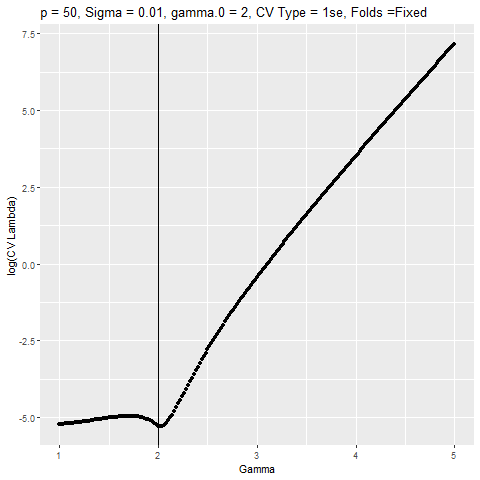 p = 50, Sigma = 0.01, gamma.0 = 2, CV Type = 1se, Folds =Fixed
7.5
5.0
2.5
0.0
-2.5
-5.0
log(CV Lambda)
1 2 3 4 5
Gamma